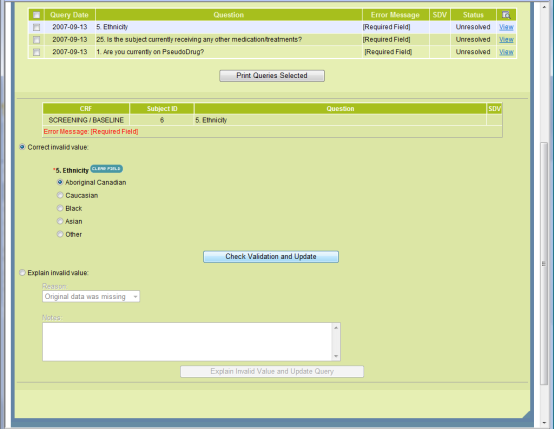 Query Date Question Error Message SDV Status
2007-09-13 5. Ethnicity [Required Field] Unresolved View
2007-09-13 25. Is the subject currently receiving any other medication/treatments? [Required Field] Unresolved View
2007-09-13 1. Are you currently on PseudoDrug? [Required Field] Unresolved View
Print Queries Selected
CRF Subject ID Question SDV
SCREENING / BASELINE 6 5. Ethnicity
Error Message: [Required Field]
Correct invalid value:
*5. Ethnicity CLEAR FIELD
Aboriginal Canadian
Caucasian
Black
Asian
Other
Check Validation and Update
Explain invalid value:
Reason:
Original data was missing
Notes:
Explain Invalid Value and Update Query